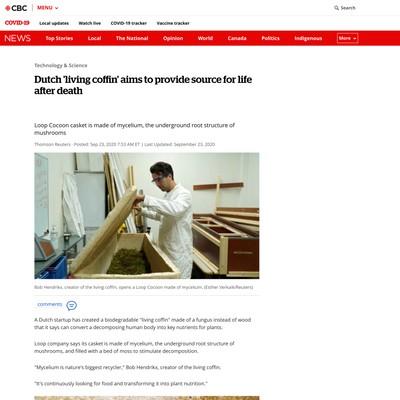 CBC MENU Search
COVID-19 Local updates Watch live COVID-19 tracker Vaccine tracker
NEWS Top Stories Local The National Opinion World Canada Politics Indigenous More
Technology & Science
Dutch 'living coffin' aims to provide source for life
after death
Loop Cocoon casket is made of mycelium, the underground root structure of
mushrooms
Thomson Reuters · Posted: Sep 23, 2020 7:53 AM ET | Last Updated: September 23, 2020
Bob Hendriks, creator of the living coffin, opens a Loop Cocoon made of mycelium. (Esther Verkaik/Reuters)
comments
A Dutch startup has created a biodegradable "living coffin" made of a fungus instead of wood
that it says can convert a decomposing human body into key nutrients for plants.
Loop company says its casket is made of mycelium, the underground root structure of
mushrooms, and filled with a bed of moss to stimulate decomposition.
"Mycelium is nature's biggest recycler," Bob Hendriks, creator of the living coffin.
"It's continuously looking for food and transforming it into plant nutrition."